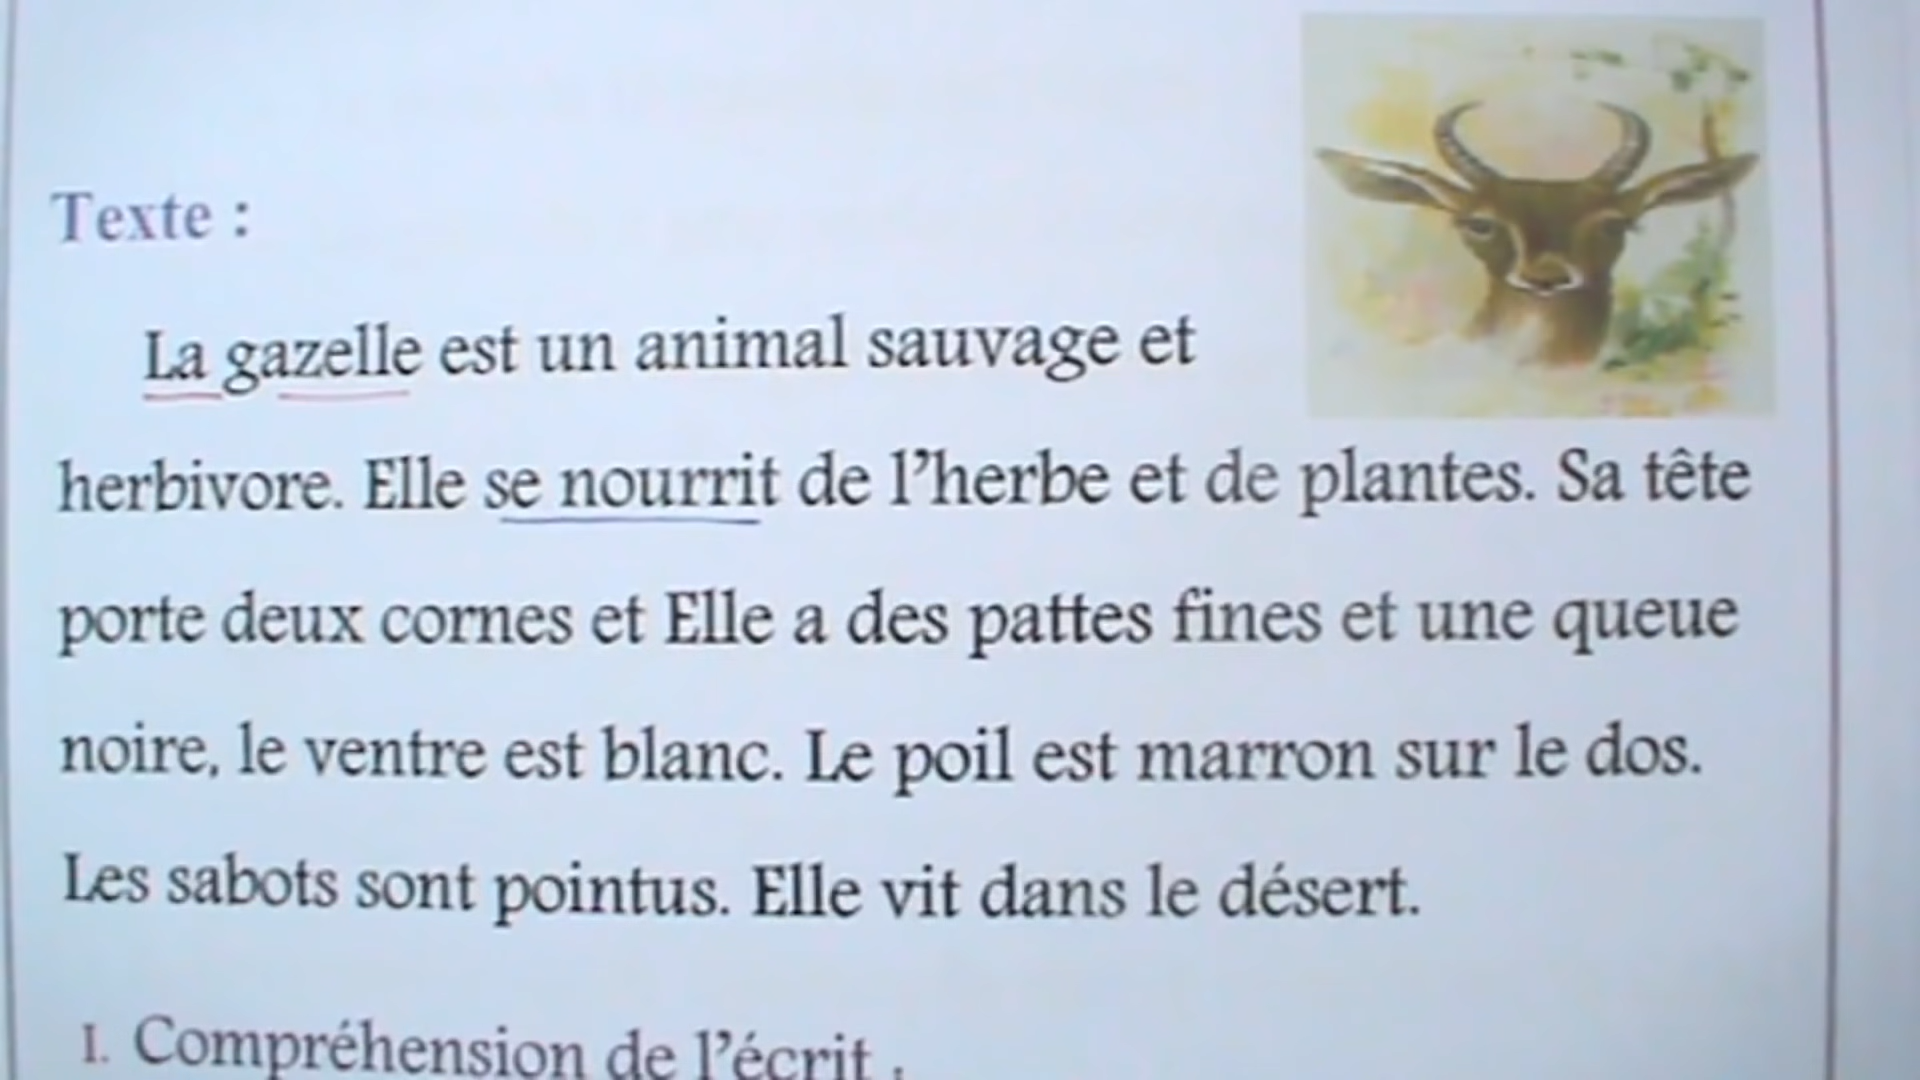 Texte :
La gazelle est un animal sauvage et
herbivore. Elle se nourrit de l'herbe et de plantes. Sa tête
porte deux cornes et Elle a des pattes fines et une queue
noire, le ventre est blanc. Le poil est marron sur le dos.
Les sabots sont pointus. Elle vit dans le désert.
I. Compréhension de l'écrit :